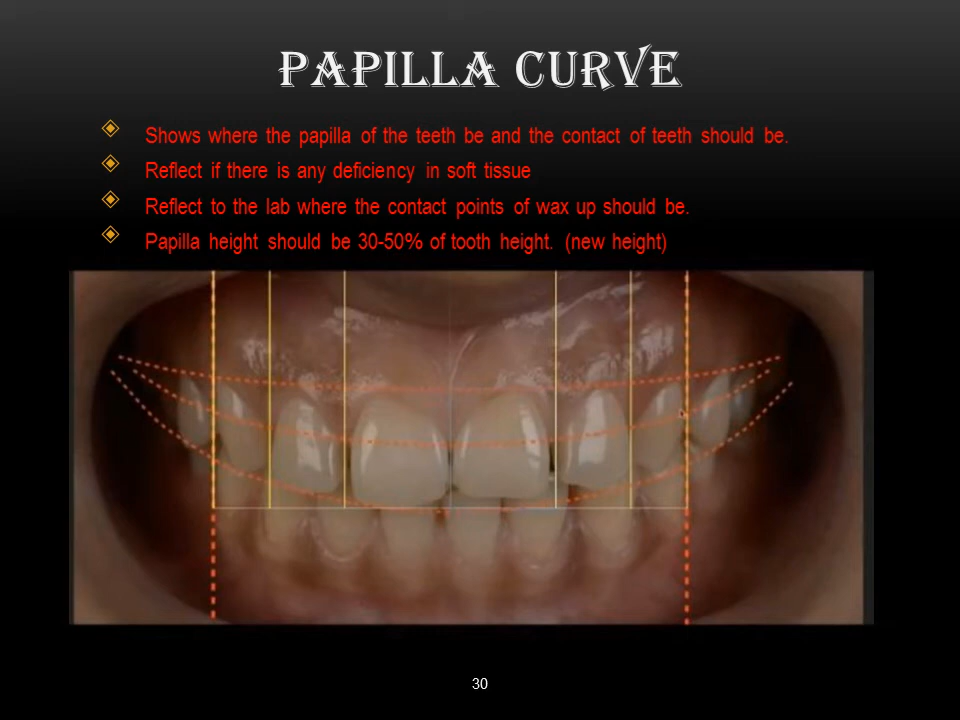 PAPILLA CURVE
Shows where the papilla of the teeth be and the contact of teeth should be.
Reflect if there is any deficiency in soft tissue
Reflect to the lab where the contact points of wax up should be.
Papilla height should be 30-50% of tooth height. (new height)
30